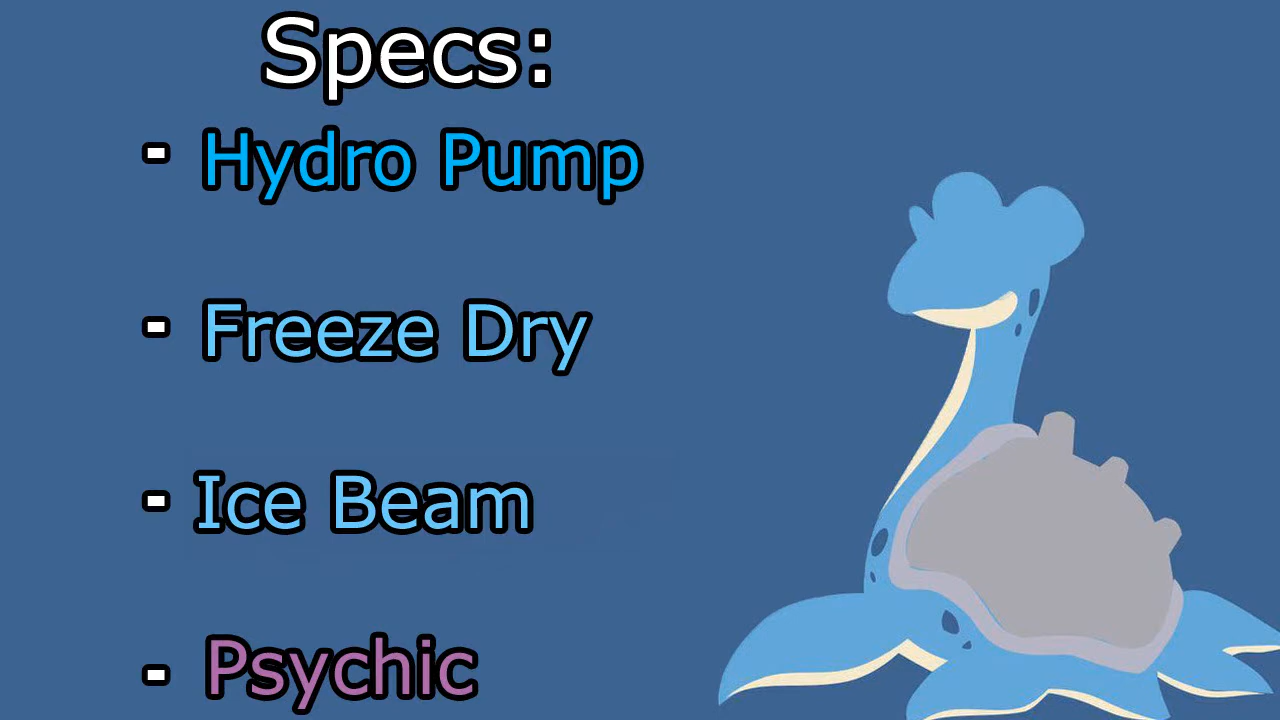 Specs:
- Hydro Pump
- Freeze Dry
- Ice Beam
- Psychic